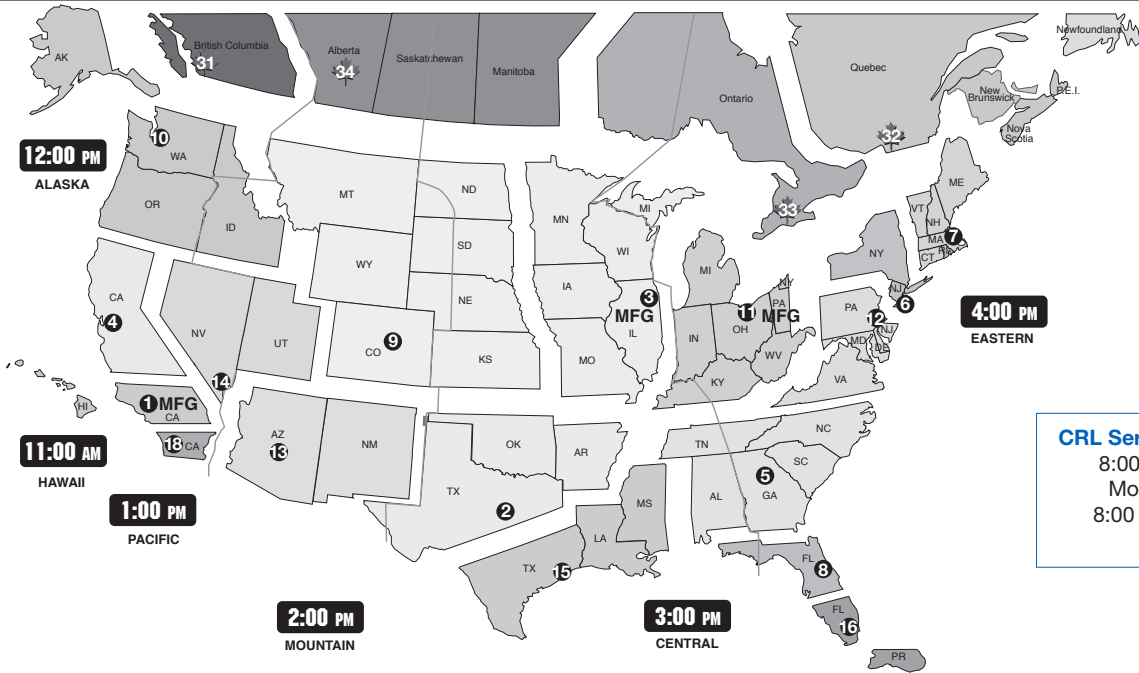 AK
British Columbia
31
Alberta
34
Saskatchewan
Manitoba
Ontario
Quebec
32
33
Newfoundland
New
Brunswick
P.E.I.
Nova
Scotia
12:00 PM
ALASKA
10
WA
OR
ID
MT
ND
SD
WY
NE
MN
WI
MI
MI
IA
3
MFG
IL
MO
KS
9
CO
CA
4
NV
UT
14
IN
11
OH
NY
PA
MFG
WV
KY
ME
VT
NH
MA
7
RI
CT
NY
NJ
6
PA
12
NJ
MD
DE
VA
4:00 PM
EASTERN
HI
11:00 AM
HAWAII
1 MFG
CA
18 CA
1:00 PM
PACIFIC
AZ
13
NM
OK
AR
TX
2
TN
NC
SC
5
GA
AL
MS
LA
TX
15
FL
8
FL
16
PR
2:00 PM
MOUNTAIN
3:00 PM
CENTRAL
CRL Ser
8:00
Mo
8:00